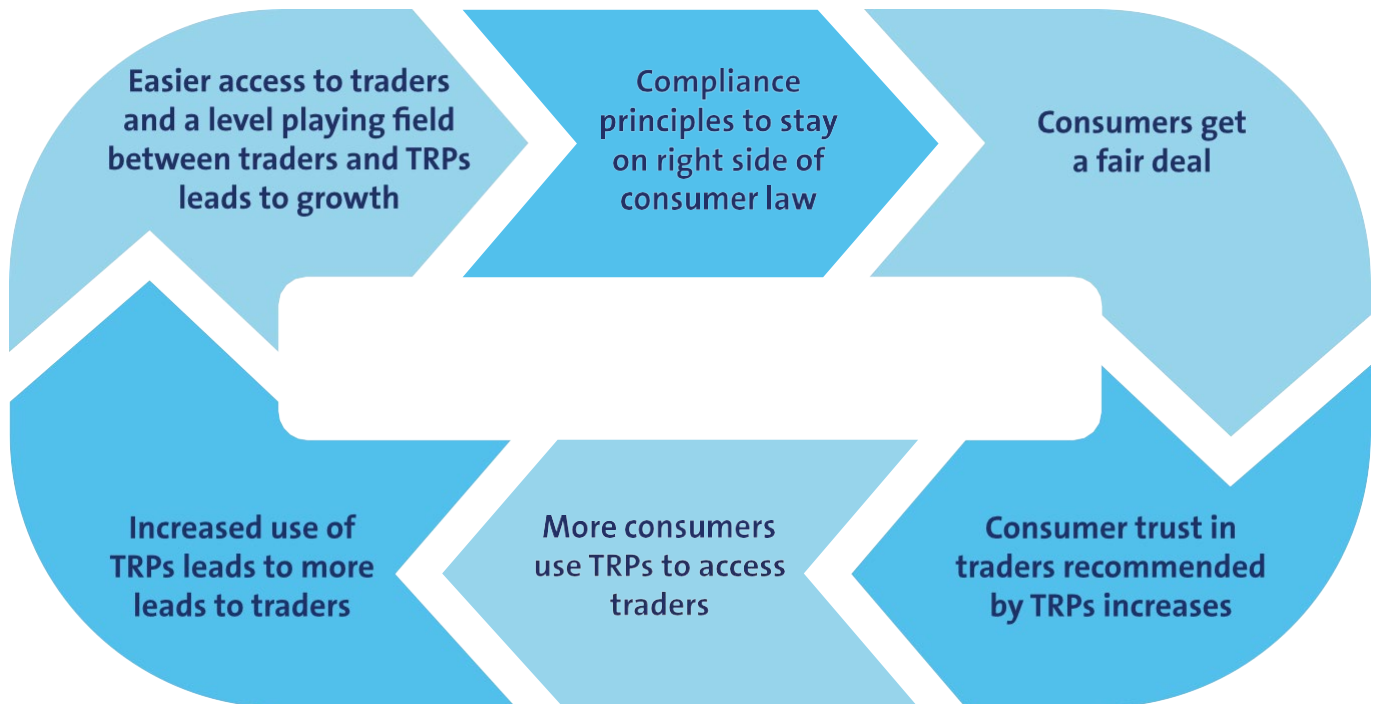 Easier access to traders
and a level playing field
between traders and TRPs
leads to growth
Compliance
principles to stay
on right side of
consumer law
Consumers get
a fair deal
Consumer trust in
traders recommended
by TRPs increases
More consumers
use TRPs to access
traders
Increased use of
TRPs leads to more
leads to traders